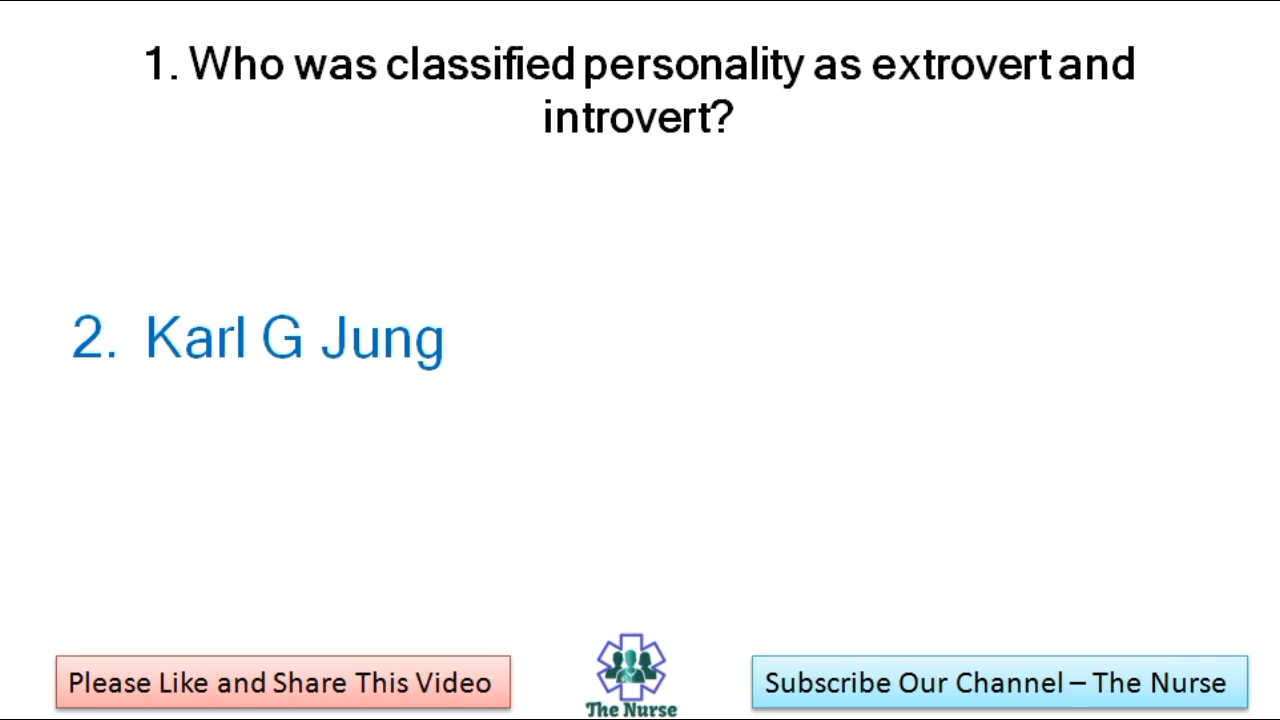 1. Who was classified personality as extrovert and
introvert?
2. Karl G Jung
Please Like and Share This Video
The Nurse
Subscribe Our Channel – The Nurse